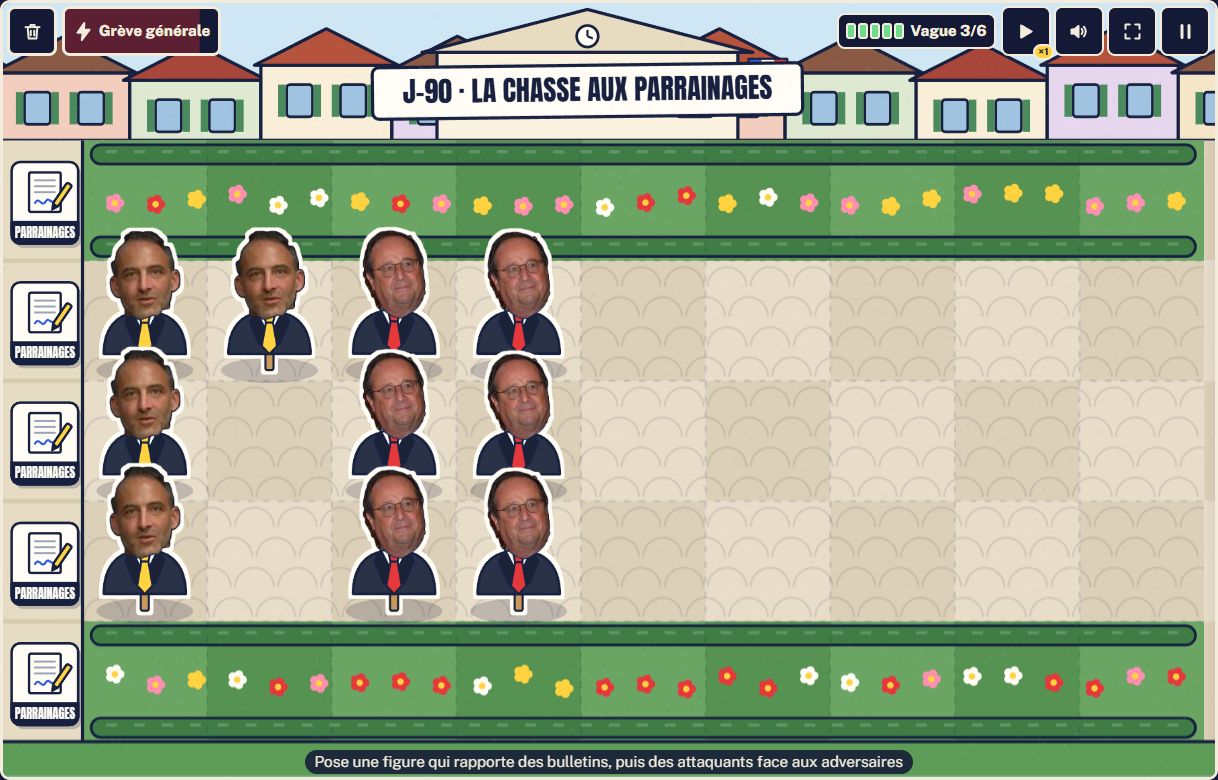 Grève générale
Vague 3/6
×1
J-90 · LA CHASSE AUX PARRAINAGES
PARRAINAGES
PARRAINAGES
PARRAINAGES
PARRAINAGES
PARRAINAGES
Pose une figure qui rapporte des bulletins, puis des attaquants face aux adversaires